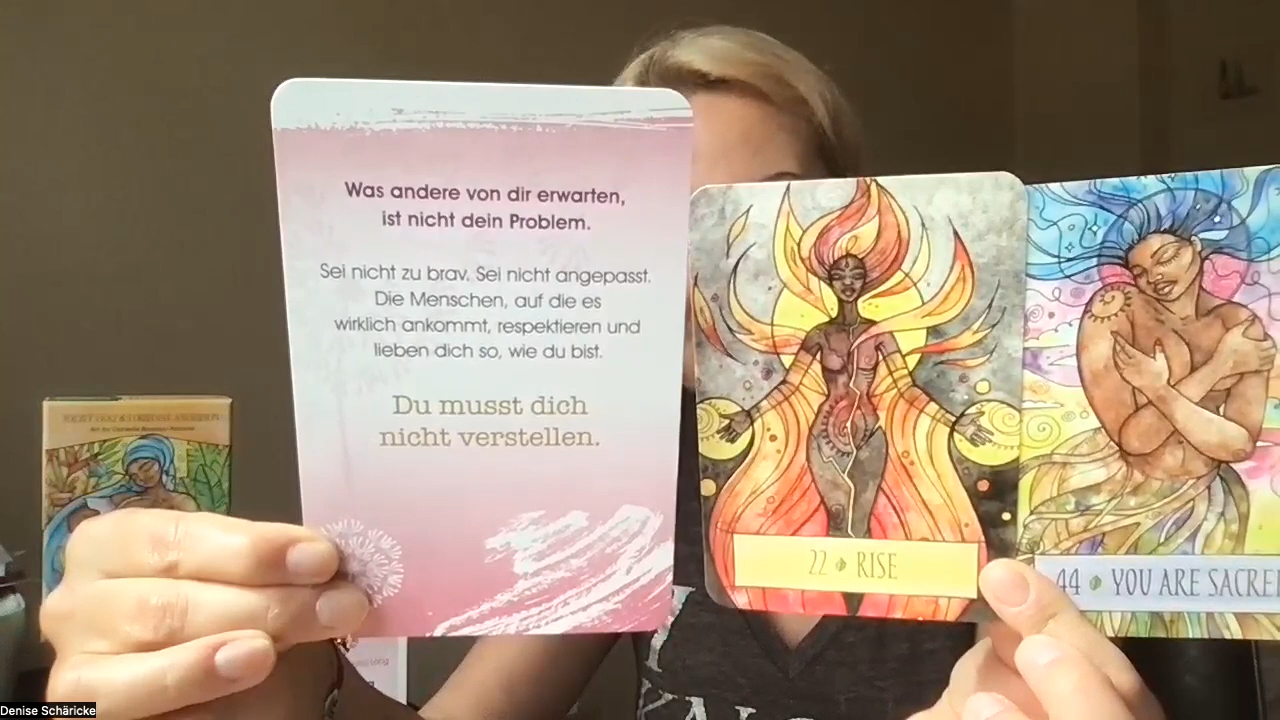 Was andere von dir erwarten,
ist nicht dein Problem.
Sei nicht zu brav. Sei nicht angepasst.
Die Menschen, auf die es
wirklich ankommt, respektieren und
lieben dich so, wie du bist.
Du musst dich
nicht verstellen.
22 RISE
44 YOU ARE SACRED
Denise Schäricke